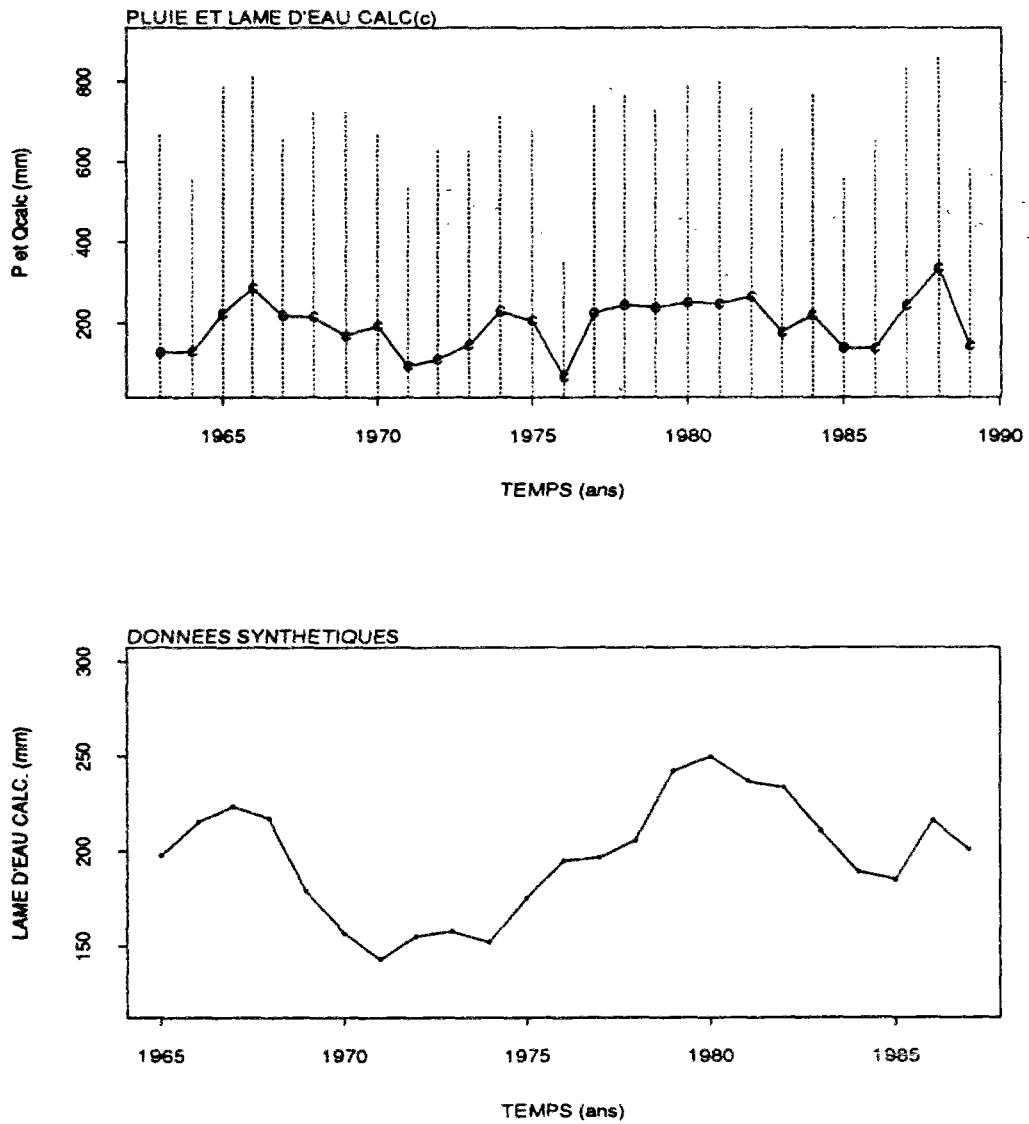 PLUIE ET LAME D'EAU CALC(c)
800
600
400
200
P et Qcalc (mm)
1965 1970 1975 1980 1985 1990
TEMPS (ans)
DONNEES SYNTHETIQUES
300
250
200
150
LAME D'EAU CALC. (mm)
1965 1970 1975 1980 1985
TEMPS (ans)